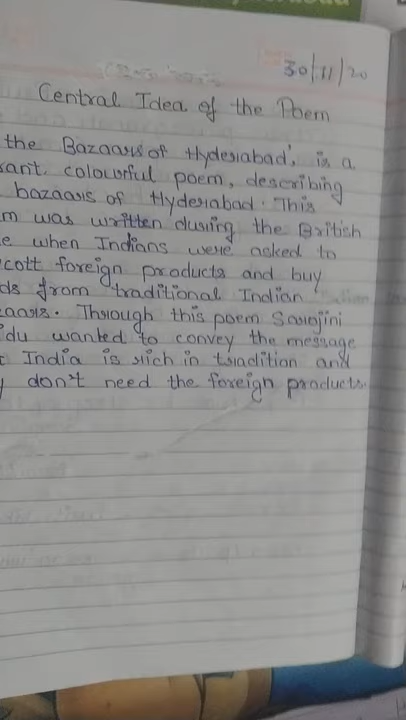 30/11/20
Central Idea of the Poem
the Bazaars of Hyderabad', is a
sant, colourful poem, describing
bazaars of Hyderabad. This
m was written during the British
e when Indians were asked to
cott foreign products and buy
ds from traditional Indian
zaars. Through this poem Sarojini
idu wanted to convey the message
t India is rich in tradition and
y don't need the foreign products.